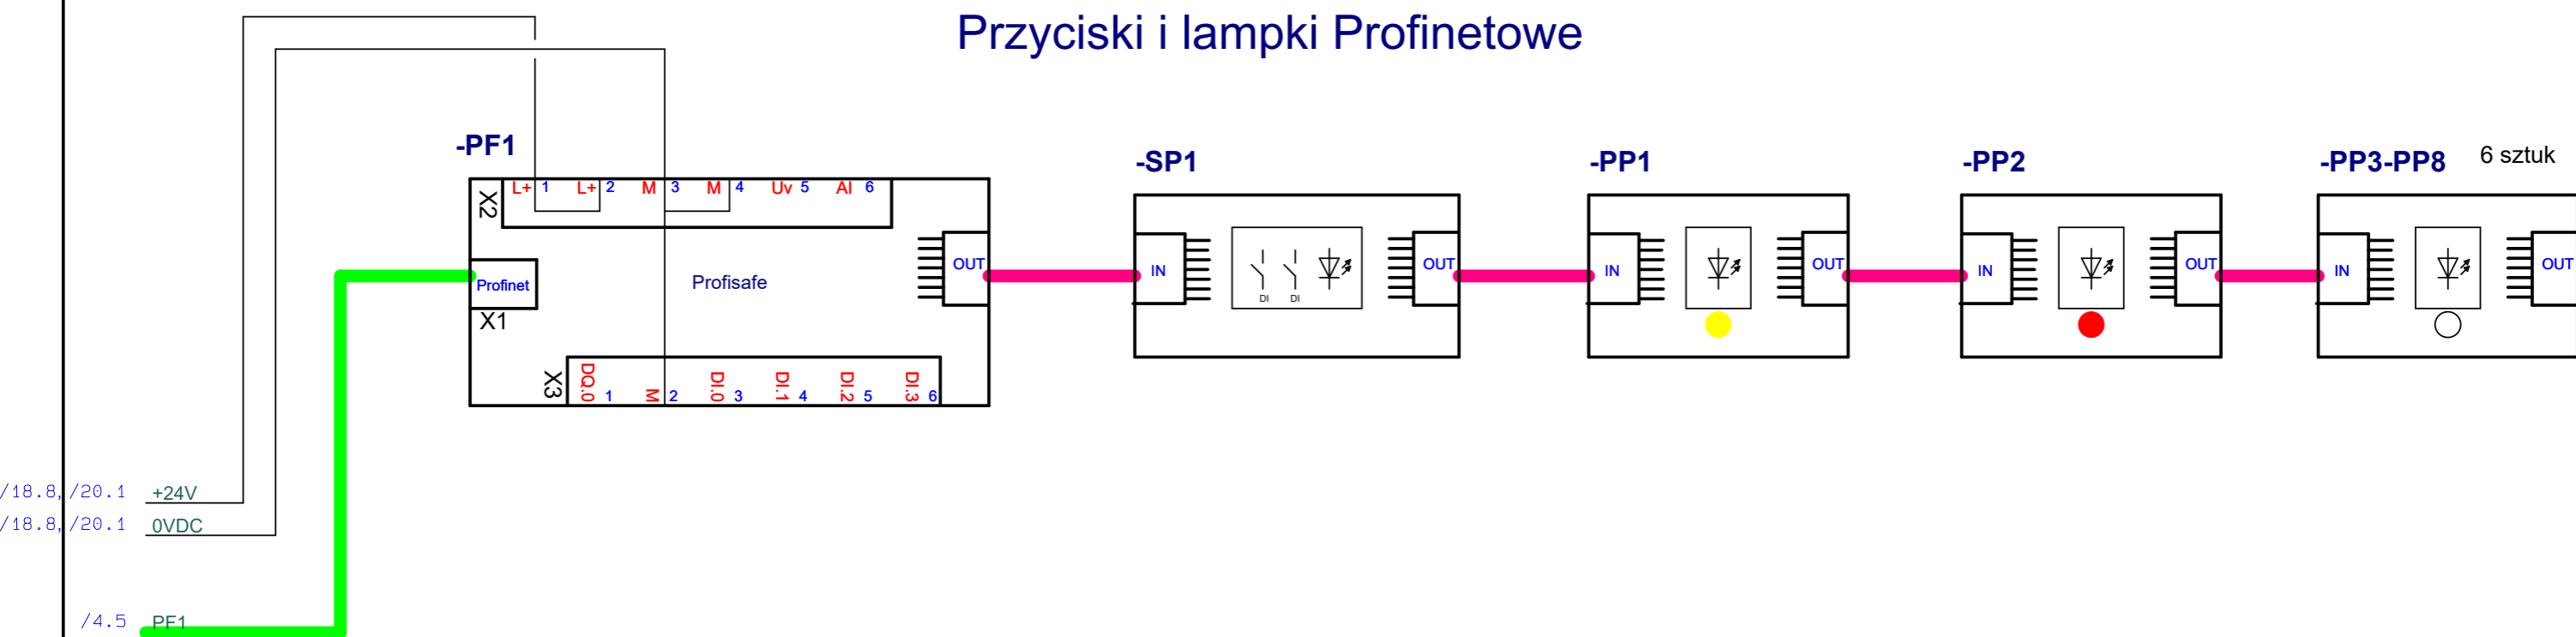 Przyciski i lampki Profinetowe
-PF1
-SP1
-PP1
-PP2
-PP3-PP8 6 sztuk
X2
L+ 1 L+ 2 M 3 M 4 Uv 5 AI 6
OUT
IN
DI DI
OUT
IN
OUT
IN
OUT
IN
OUT
Profinet
X1
Profisafe
X3
DQ.0 1 M 2 DI.0 3 DI.1 4 DI.2 5 DI.3 6
/18.8, /20.1 +24V
/18.8, /20.1 0VDC
/4.5 PF1